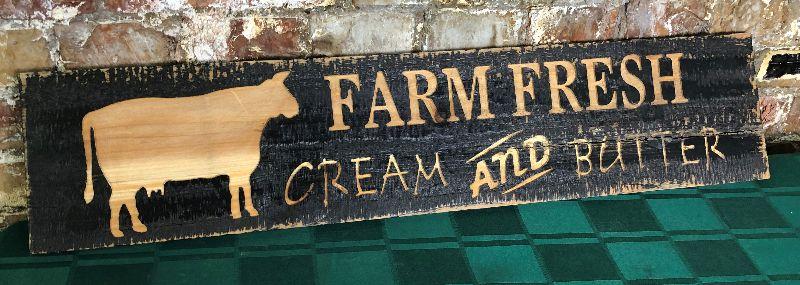 FARM FRESH
CREAM AND BUTTER